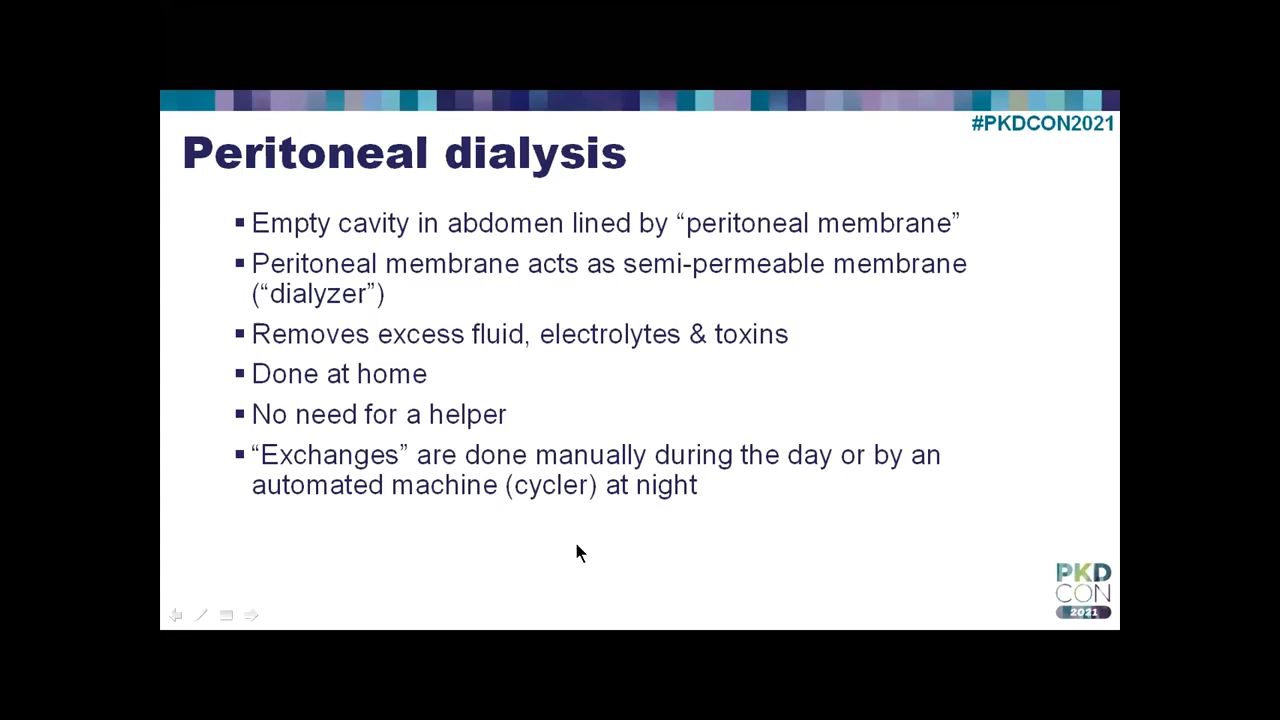 #PKDCON2021
Peritoneal dialysis
▪ Empty cavity in abdomen lined by “peritoneal membrane”
▪ Peritoneal membrane acts as semi-permeable membrane
(“dialyzer”)
▪ Removes excess fluid, electrolytes & toxins
▪ Done at home
▪ No need for a helper
▪ “Exchanges” are done manually during the day or by an
automated machine (cycler) at night
PKD
CON
2021